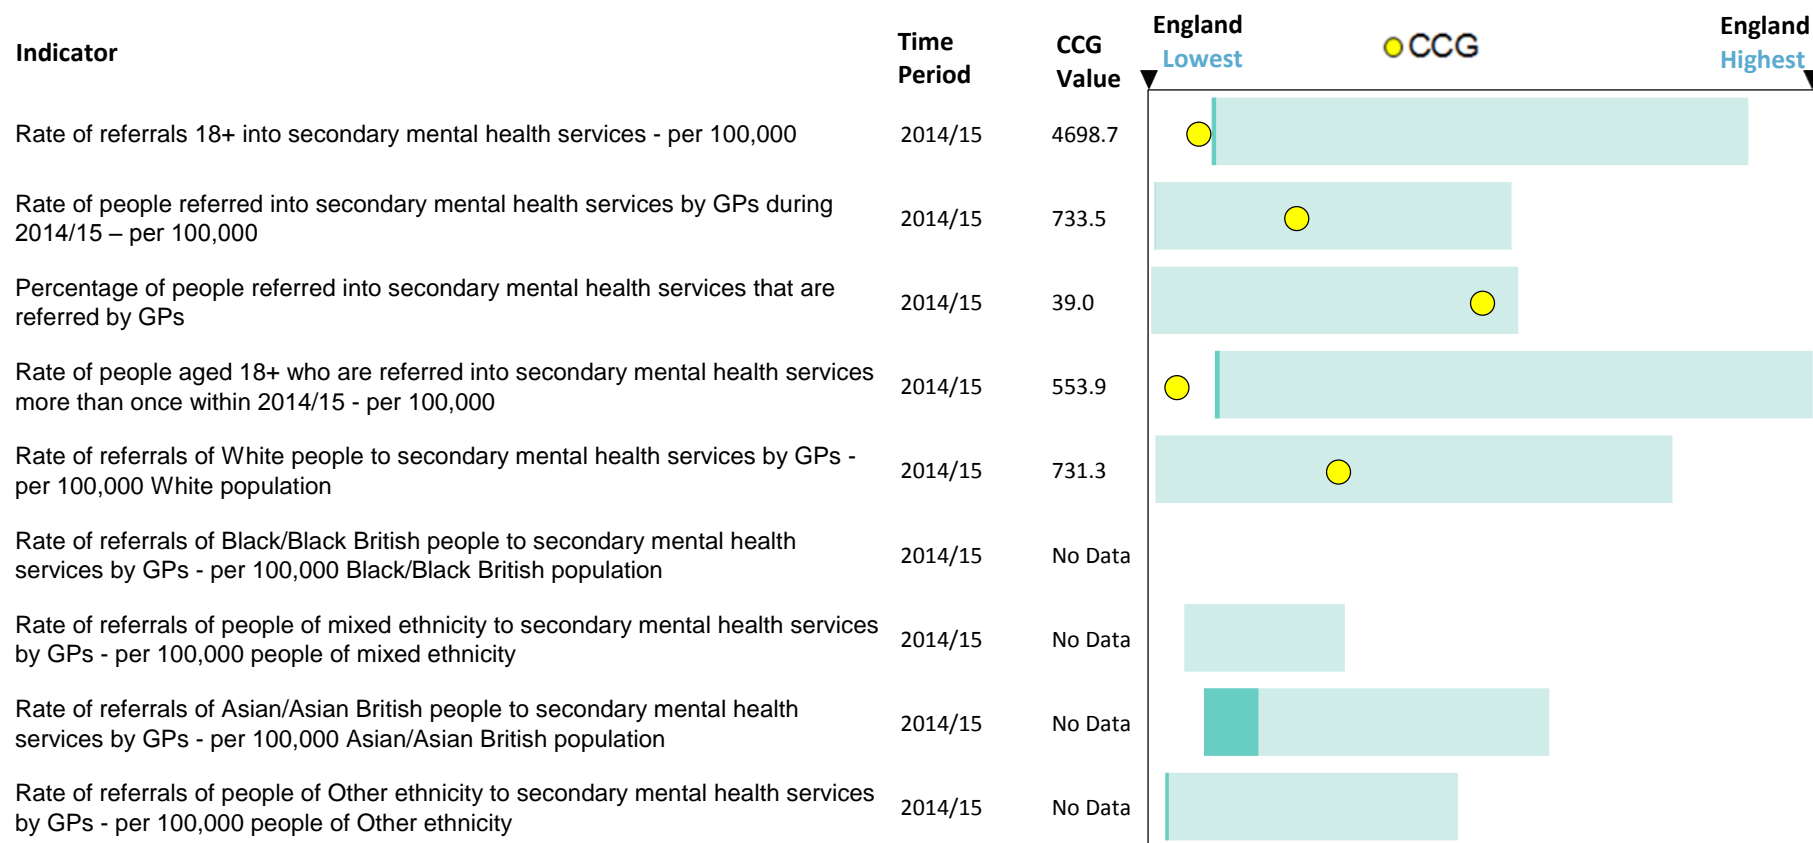 Indicator
Time Period
CCG Value
England Lowest
CCG
England Highest
Rate of referrals 18+ into secondary mental health services - per 100,000
2014/15
4698.7
Rate of people referred into secondary mental health services by GPs during
2014/15 – per 100,000
2014/15
733.5
Percentage of people referred into secondary mental health services that are
referred by GPs
2014/15
39.0
Rate of people aged 18+ who are referred into secondary mental health services
more than once within 2014/15 - per 100,000
2014/15
553.9
Rate of referrals of White people to secondary mental health services by GPs -
per 100,000 White population
2014/15
731.3
Rate of referrals of Black/Black British people to secondary mental health
services by GPs - per 100,000 Black/Black British population
2014/15
No Data
Rate of referrals of people of mixed ethnicity to secondary mental health services
by GPs - per 100,000 people of mixed ethnicity
2014/15
No Data
Rate of referrals of Asian/Asian British people to secondary mental health
services by GPs - per 100,000 Asian/Asian British population
2014/15
No Data
Rate of referrals of people of Other ethnicity to secondary mental health services
by GPs - per 100,000 people of Other ethnicity
2014/15
No Data